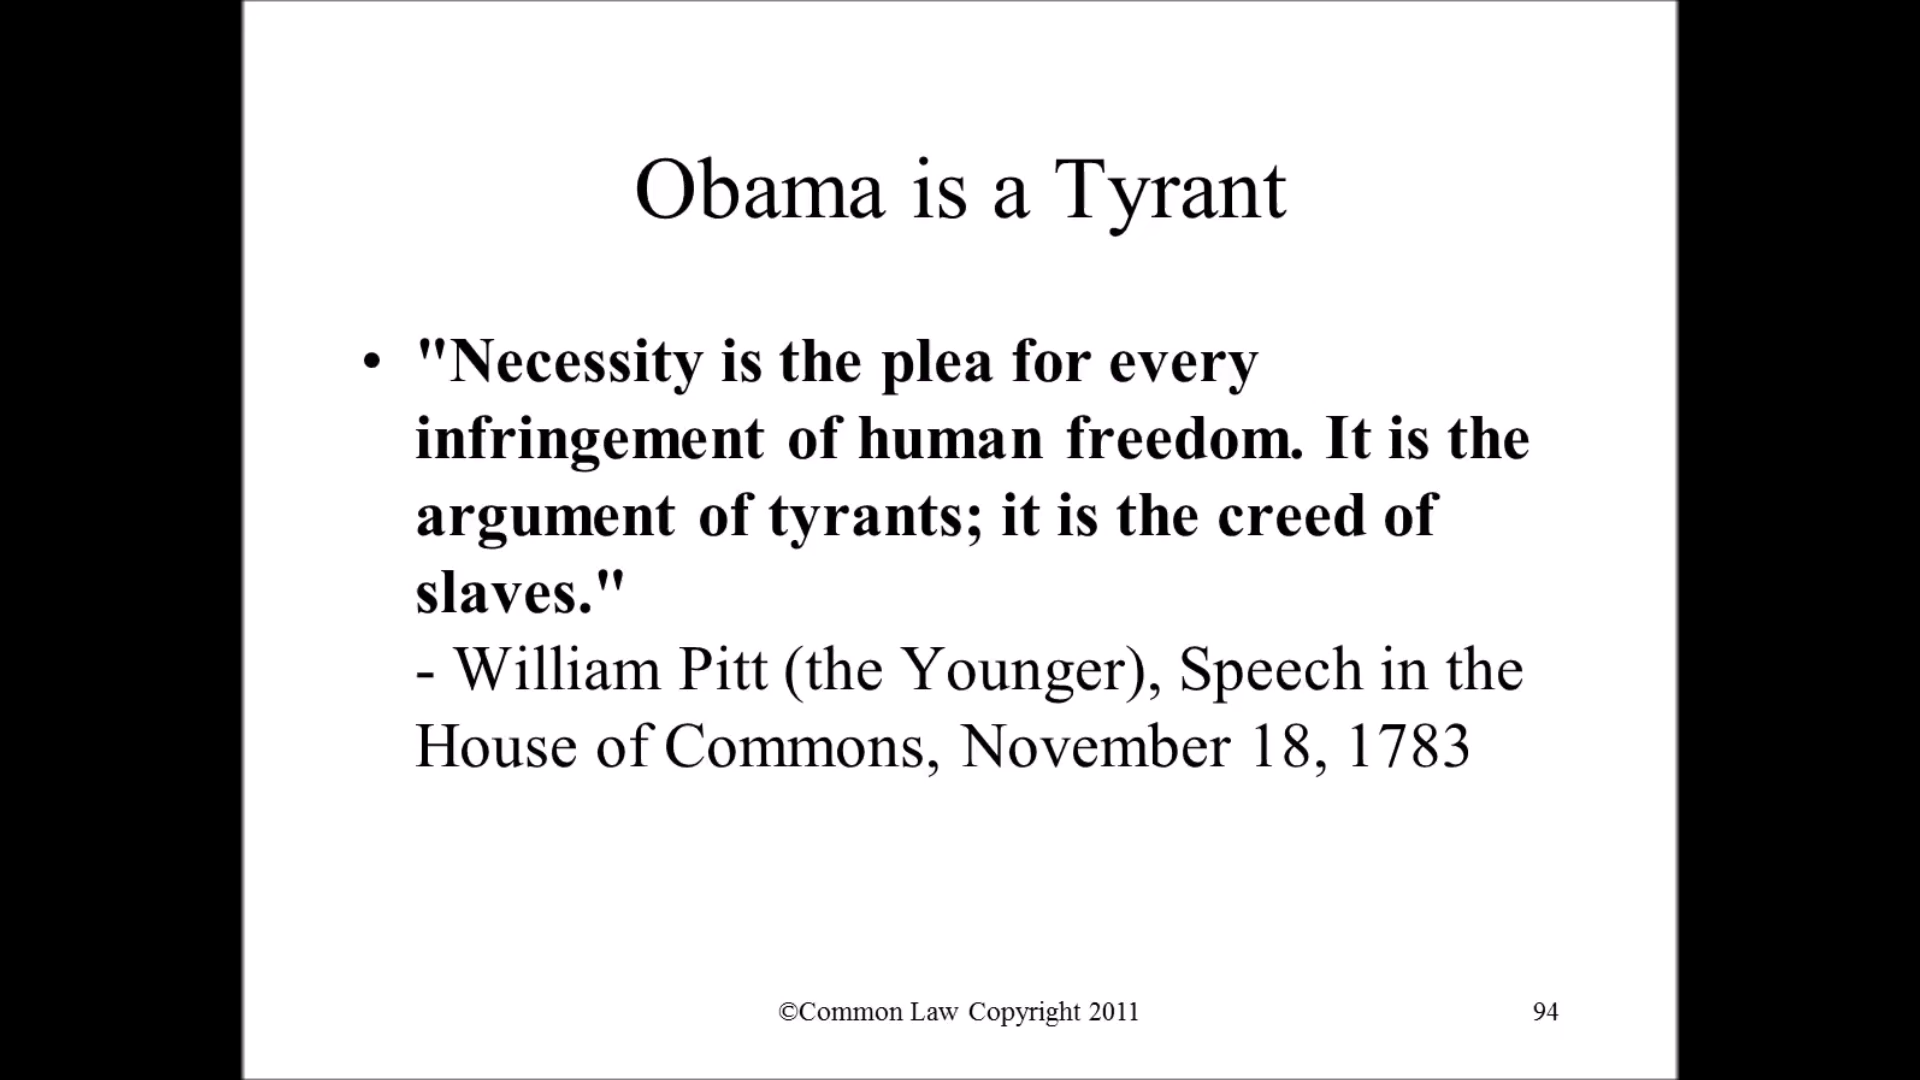 Obama is a Tyrant
• "Necessity is the plea for every
infringement of human freedom. It is the
argument of tyrants; it is the creed of
slaves."
- William Pitt (the Younger), Speech in the
House of Commons, November 18, 1783
©Common Law Copyright 2011
94